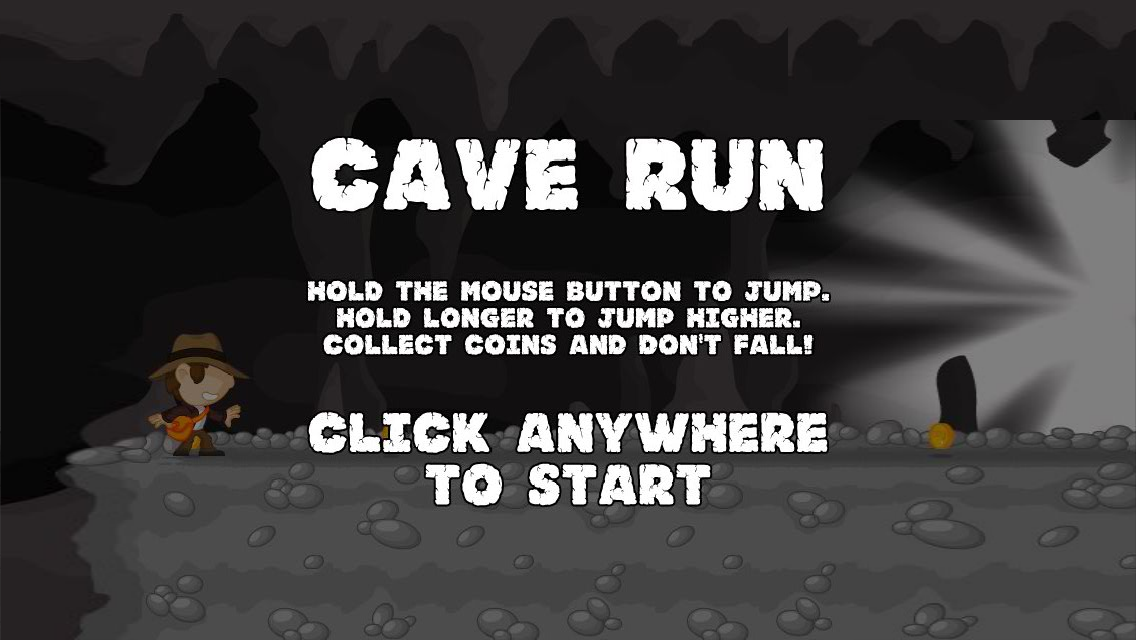 CAVE RUN
HOLD THE MOUSE BUTTON TO JUMP.
HOLD LONGER TO JUMP HIGHER.
COLLECT COINS AND DON'T FALL!
CLICK ANYWHERE
TO START